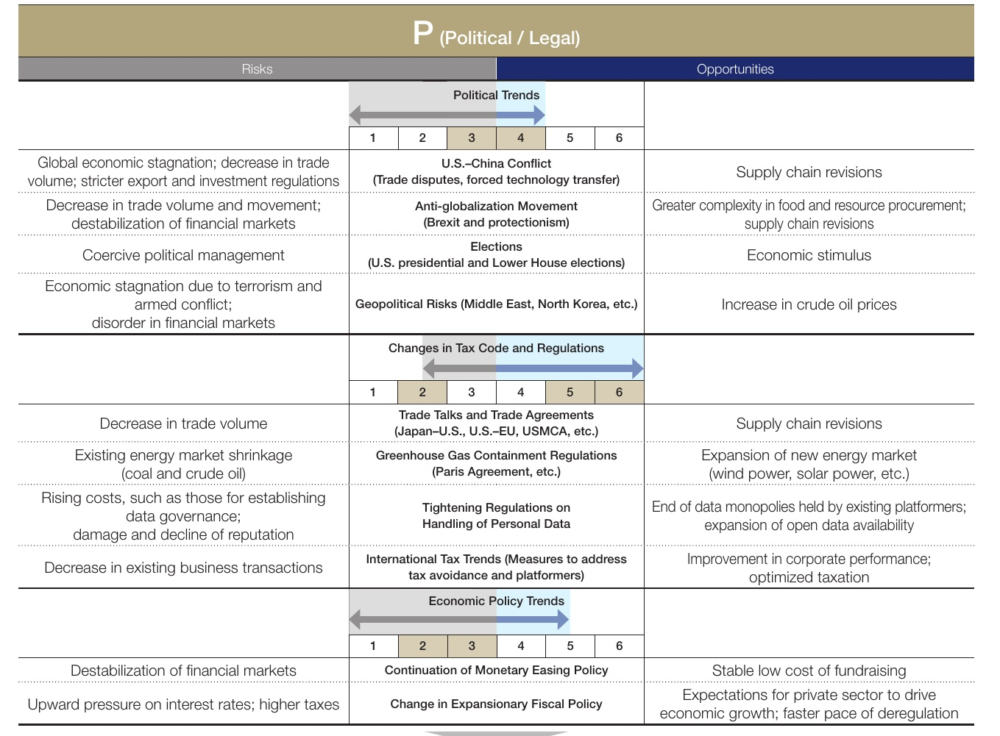 P (Political / Legal)
Risks
Opportunities
Political Trends
1 2 3 4 5 6
Global economic stagnation; decrease in trade
volume; stricter export and investment regulations
U.S.–China Conflict
(Trade disputes, forced technology transfer)
Supply chain revisions
Decrease in trade volume and movement;
destabilization of financial markets
Anti-globalization Movement
(Brexit and protectionism)
Greater complexity in food and resource procurement;
supply chain revisions
Coercive political management
Elections
(U.S. presidential and Lower House elections)
Economic stimulus
Economic stagnation due to terrorism and
armed conflict;
disorder in financial markets
Geopolitical Risks (Middle East, North Korea, etc.)
Increase in crude oil prices
Changes in Tax Code and Regulations
1 2 3 4 5 6
Decrease in trade volume
Trade Talks and Trade Agreements
(Japan–U.S., U.S.–EU, USMCA, etc.)
Supply chain revisions
Existing energy market shrinkage
(coal and crude oil)
Greenhouse Gas Containment Regulations
(Paris Agreement, etc.)
Expansion of new energy market
(wind power, solar power, etc.)
Rising costs, such as those for establishing
data governance;
damage and decline of reputation
Tightening Regulations on
Handling of Personal Data
End of data monopolies held by existing platformers;
expansion of open data availability
Decrease in existing business transactions
International Tax Trends (Measures to address
tax avoidance and platformers)
Improvement in corporate performance;
optimized taxation
Economic Policy Trends
1 2 3 4 5 6
Destabilization of financial markets
Continuation of Monetary Easing Policy
Stable low cost of fundraising
Upward pressure on interest rates; higher taxes
Change in Expansionary Fiscal Policy
Expectations for private sector to drive
economic growth; faster pace of deregulation